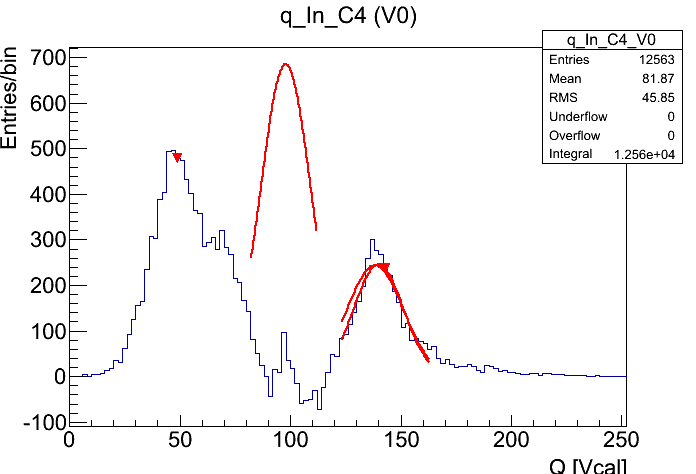 q_In_C4 (V0)
q_In_C4_V0
Entries 12563
Mean 81.87
RMS 45.85
Underflow 0
Overflow 0
Integral 1.256e+04
Entries/bin
700
600
500
400
300
200
100
0
-100
0 50 100 150 200 250
Q [Vcal]